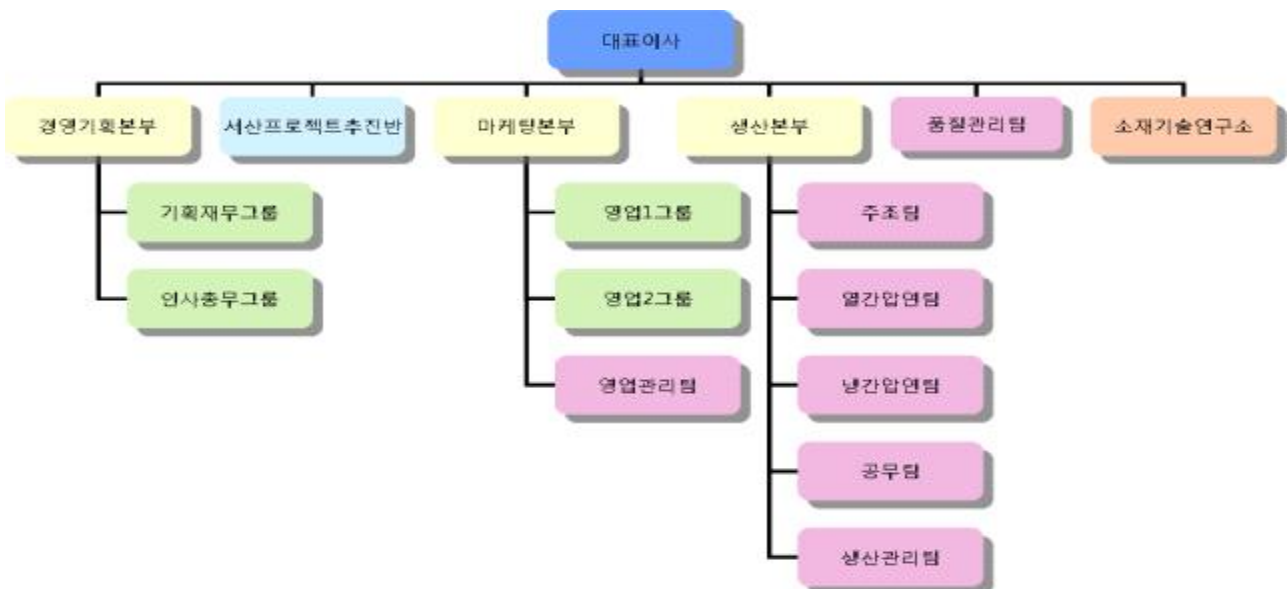 대표이사
경영기획본부
서산프로젝트추진반
마케팅본부
생산본부
품질관리팀
소재기술연구소
기획재무그룹
영업1그룹
주조팀
인사총무그룹
영업2그룹
열간압연팀
영업관리팀
냉간압연팀
공무팀
생산관리팀